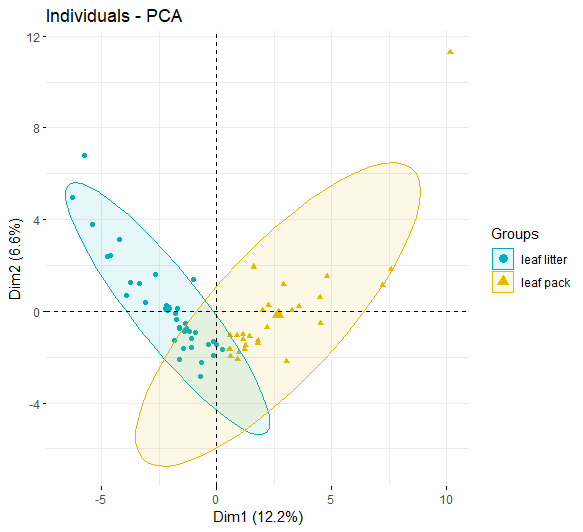 Individuals - PCA
12
8
4
0
-4
Dim2 (6.6%)
-5
0
5
10
Dim1 (12.2%)
Groups
leaf litter
leaf pack